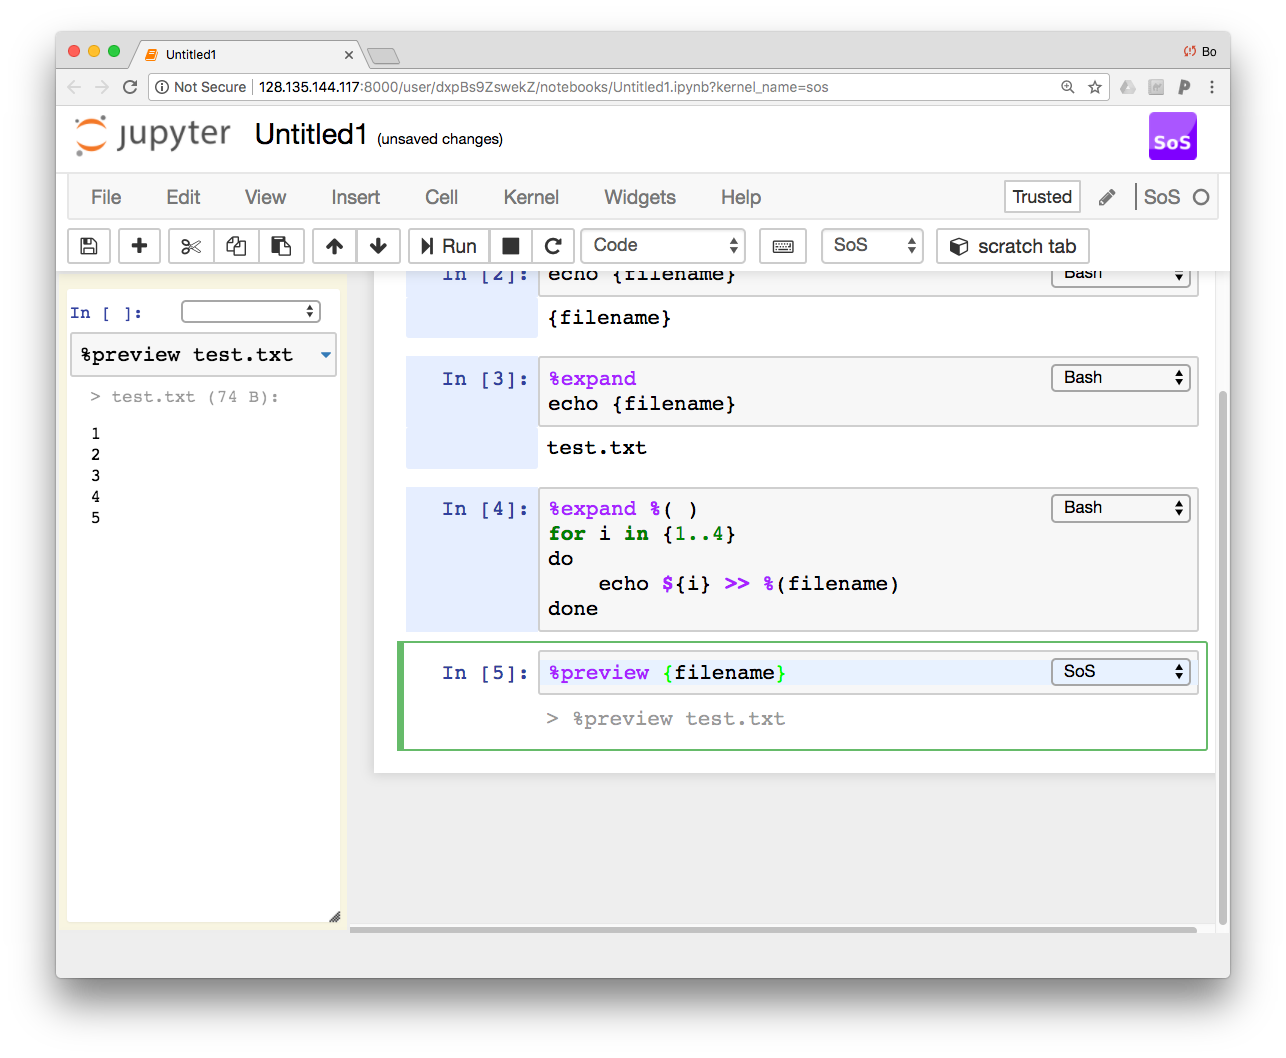 Untitled1
Bo
Not Secure 128.135.144.117:8000/user/dxpBs9ZswekZ/notebooks/Untitled1.ipynb?kernel_name=sos
jupyter Untitled1 (unsaved changes)
SoS
File Edit View Insert Cell Kernel Widgets Help Trusted SoS
Run Code SoS scratch tab
In [ ]:
%preview test.txt
> test.txt (74 B):
1
2
3
4
5
In [2]: echo {filename} Bash
{filename}
In [3]: %expand Bash
echo {filename}
test.txt
In [4]: %expand %( ) Bash
for i in {1..4}
do
echo ${i} >> %(filename)
done
In [5]: %preview {filename} SoS
> %preview test.txt